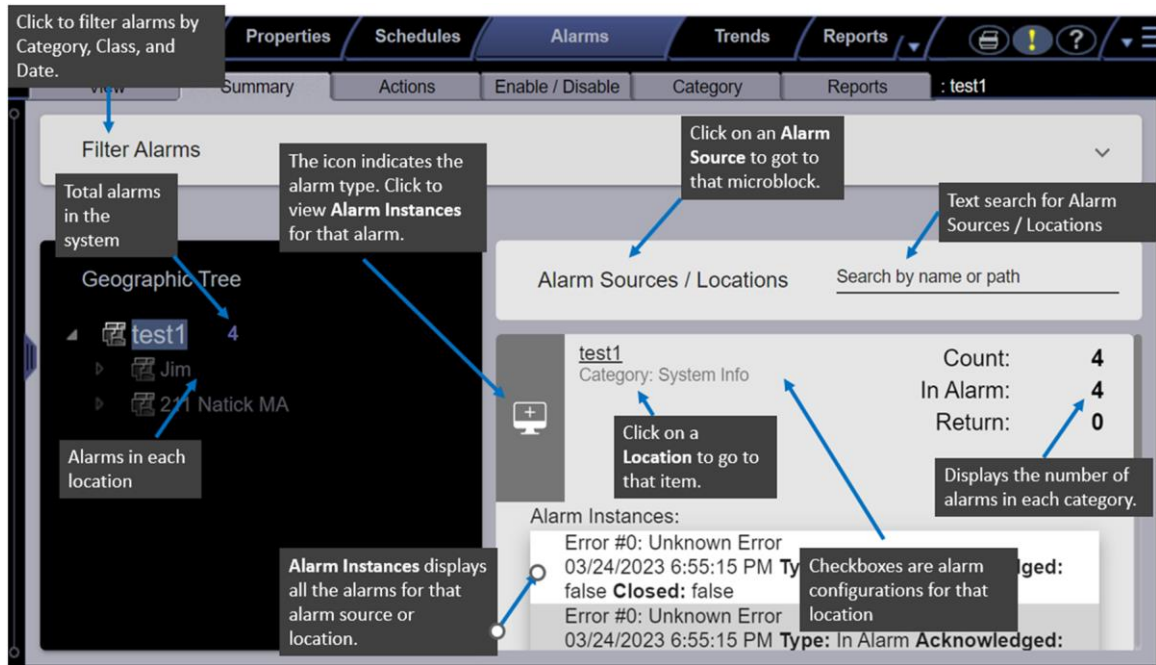 Click to filter alarms by
Category, Class, and
Date.
Properties
Schedules
Alarms
Trends
Reports
!
?
Summary
Actions
Enable / Disable
Category
Reports
: test1
Filter Alarms
The icon indicates the
alarm type. Click to
view Alarm Instances
for that alarm.
Click on an Alarm
Source to got to
that microblock.
Total alarms
in the
system
Text search for Alarm
Sources / Locations
Geographic Tree
Alarm Sources / Locations
Search by name or path
test1
4
Jim
211 Natick MA
Alarms in each
location
test1
Category: System Info
Count: 4
In Alarm: 4
Return: 0
Click on a
Location to go to
that item.
Displays the number of
alarms in each category.
Alarm Instances:
Error #0: Unknown Error
03/24/2023 6:55:15 PM
false Closed: false
Error #0: Unknown Error
03/24/2023 6:55:15 PM Type: In Alarm Acknowledged:
Alarm Instances displays
all the alarms for that
alarm source or
location.
Checkboxes are alarm
configurations for that
location